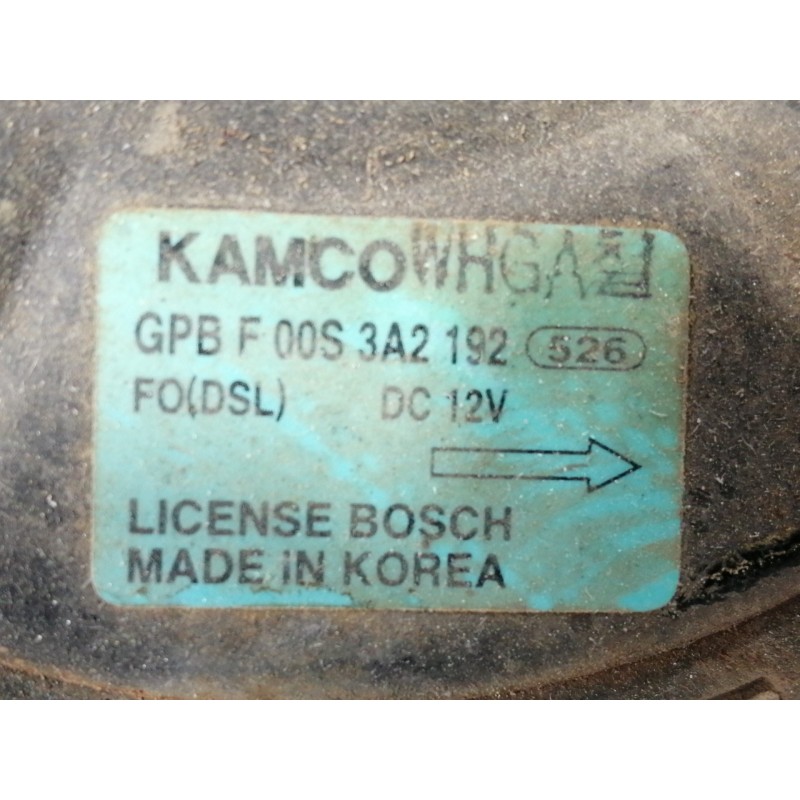 KAMCO WHGA
GPB F 00S 3A2 192 526
FO(DSL) DC 12V
LICENSE BOSCH
MADE IN KOREA